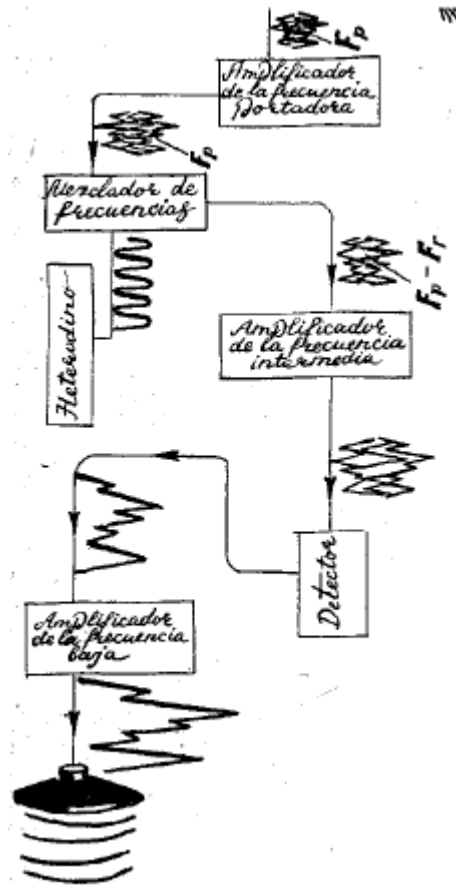 Fp
Amplificador
de la frecuencia
portadora
Fp
Mezclador de
frecuencias
Fp - Fr
Heterodino
Amplificador
de la frecuencia
intermedia
Detector
Amplificador
de la frecuencia
baja